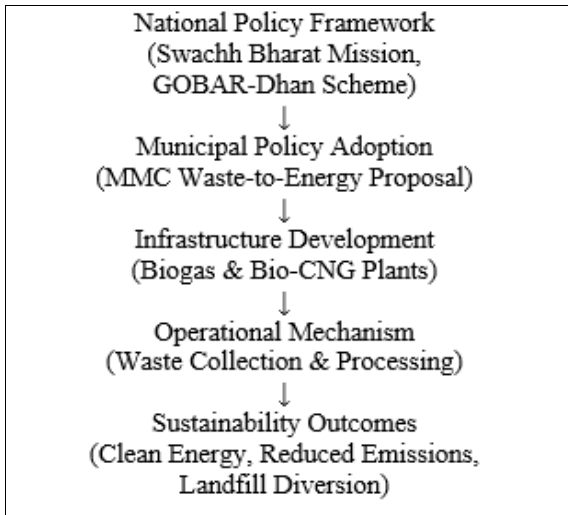 National Policy Framework
(Swachh Bharat Mission,
GOBAR-Dhan Scheme)
↓
Municipal Policy Adoption
(MMC Waste-to-Energy Proposal)
↓
Infrastructure Development
(Biogas & Bio-CNG Plants)
↓
Operational Mechanism
(Waste Collection & Processing)
↓
Sustainability Outcomes
(Clean Energy, Reduced Emissions,
Landfill Diversion)